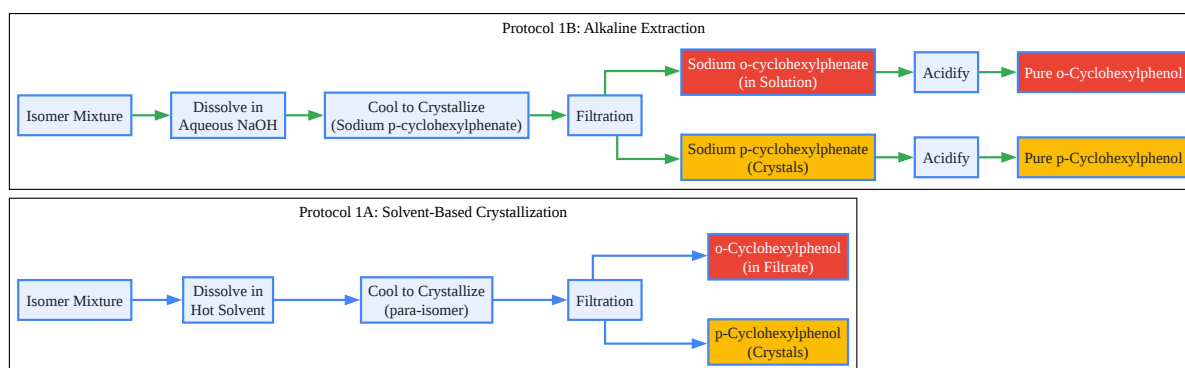 Protocol 1B: Alkaline Extraction
Isomer Mixture
Dissolve in
Aqueous NaOH
Cool to Crystallize
(Sodium p-cyclohexylphenate)
Filtration
Sodium o-cyclohexylphenate
(in Solution)
Acidify
Pure o-Cyclohexylphenol
Sodium p-cyclohexylphenate
(Crystals)
Acidify
Pure p-Cyclohexylphenol
Protocol 1A: Solvent-Based Crystallization
Isomer Mixture
Dissolve in
Hot Solvent
Cool to Crystallize
(para-isomer)
Filtration
o-Cyclohexylphenol
(in Filtrate)
p-Cyclohexylphenol
(Crystals)